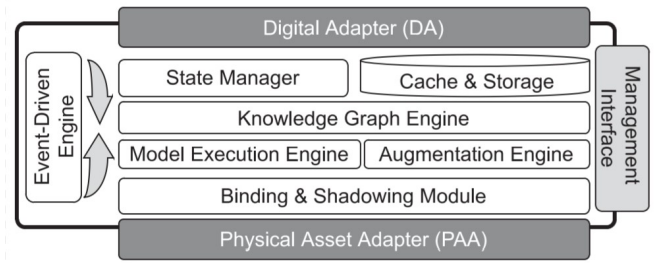 Digital Adapter (DA)
Event-Driven
Engine
State Manager
Cache & Storage
Management
Interface
Knowledge Graph Engine
Model Execution Engine
Augmentation Engine
Binding & Shadowing Module
Physical Asset Adapter (PAA)